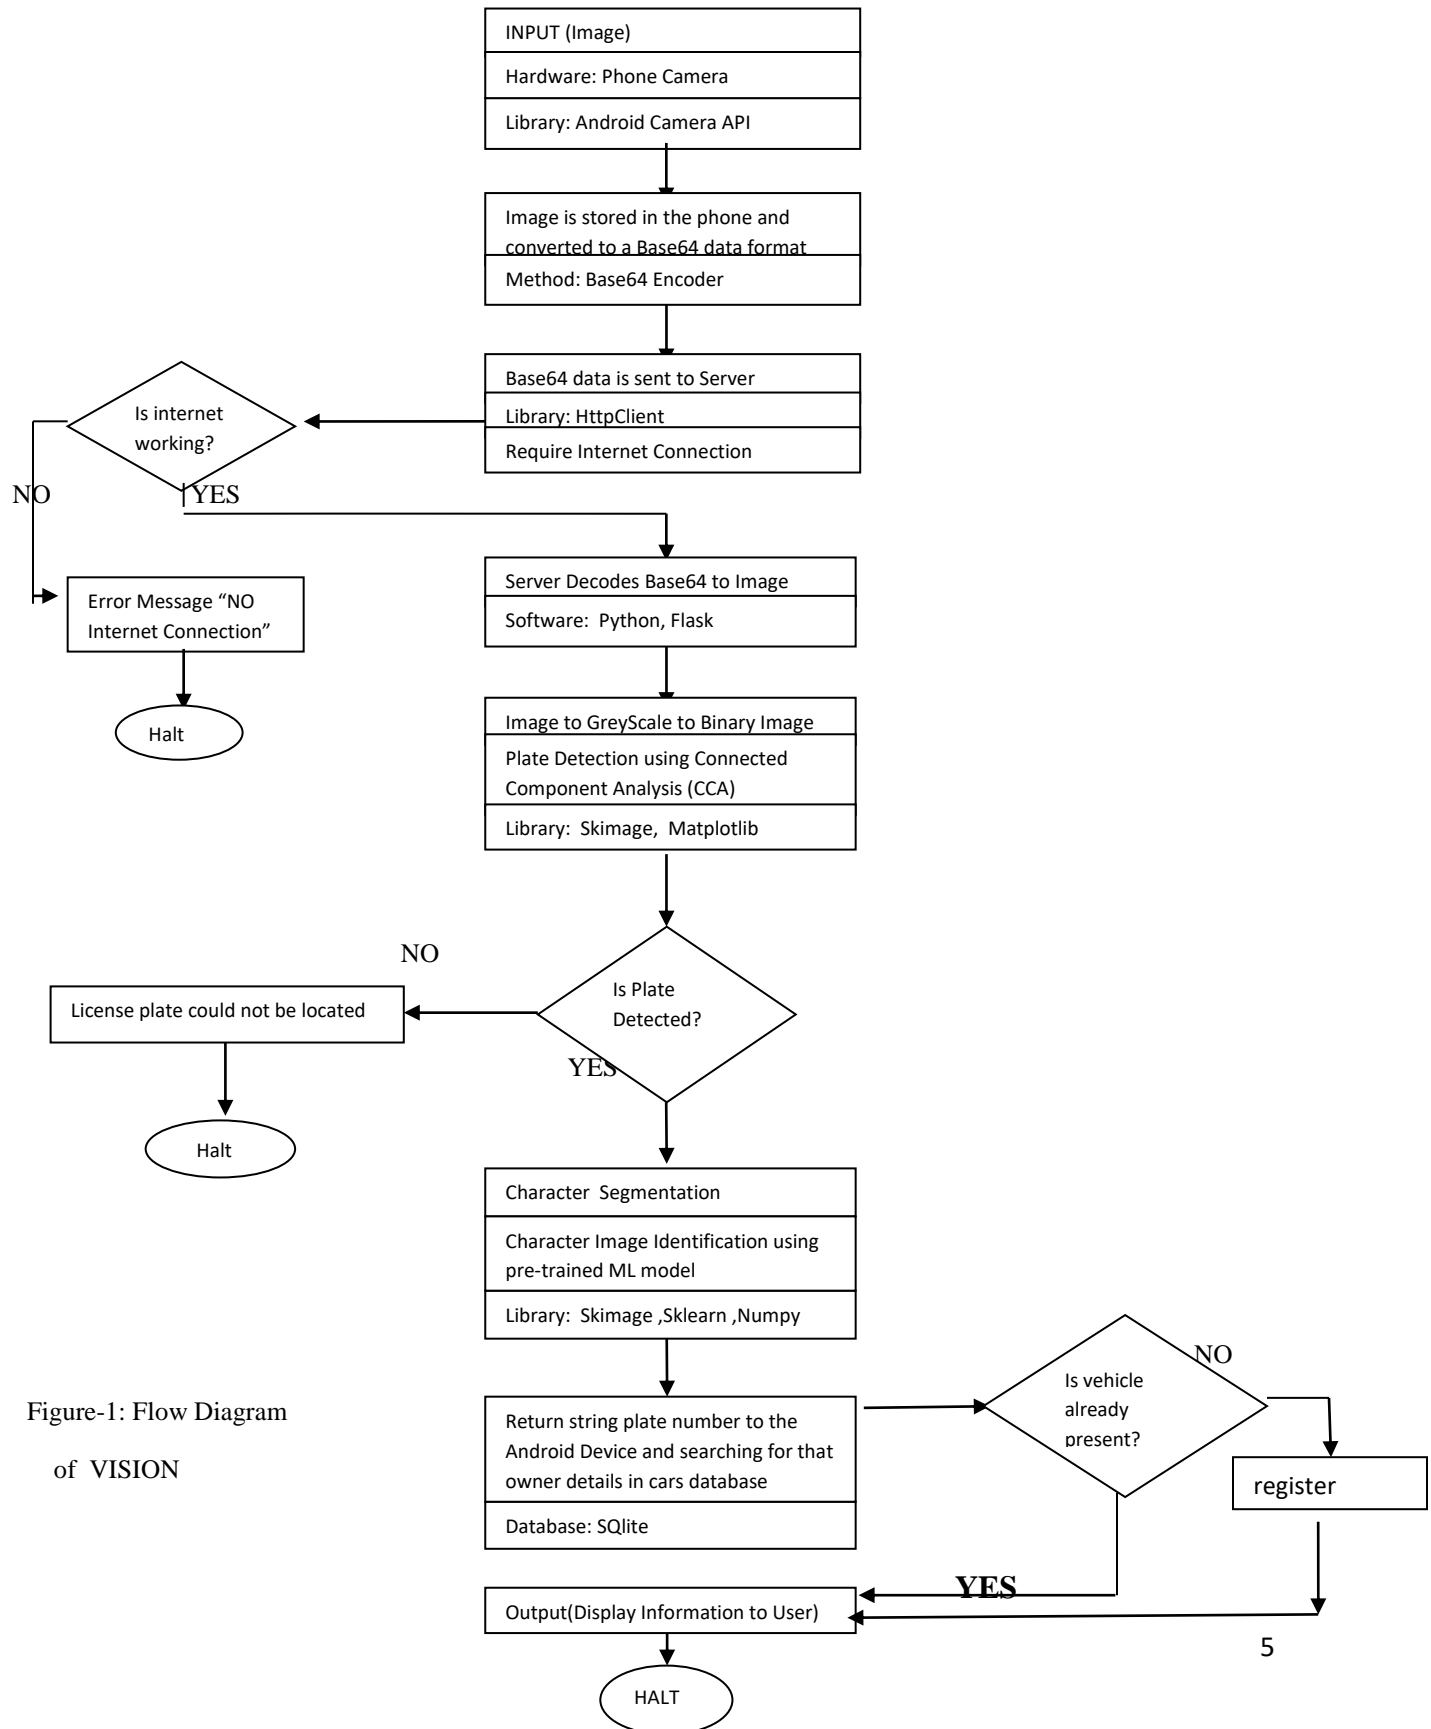 INPUT (Image)
Hardware: Phone Camera
Library: Android Camera API
Image is stored in the phone and
converted to a Base64 data format
Method: Base64 Encoder
Base64 data is sent to Server
Library: HttpClient
Require Internet Connection
Is internet
working?
NO
YES
Server Decodes Base64 to Image
Software: Python, Flask
Error Message “NO
Internet Connection”
Halt
Image to GreyScale to Binary Image
Plate Detection using Connected
Component Analysis (CCA)
Library: Skimage, Matplotlib
Is Plate
Detected?
NO
License plate could not be located
Halt
YES
Character Segmentation
Character Image Identification using
pre-trained ML model
Library: Skimage ,Sklearn ,Numpy
Return string plate number to the
Android Device and searching for that
owner details in cars database
Database: SQlite
Is vehicle
already
present?
NO
register
YES
Output(Display Information to User)
HALT
Figure-1: Flow Diagram
of VISION
5